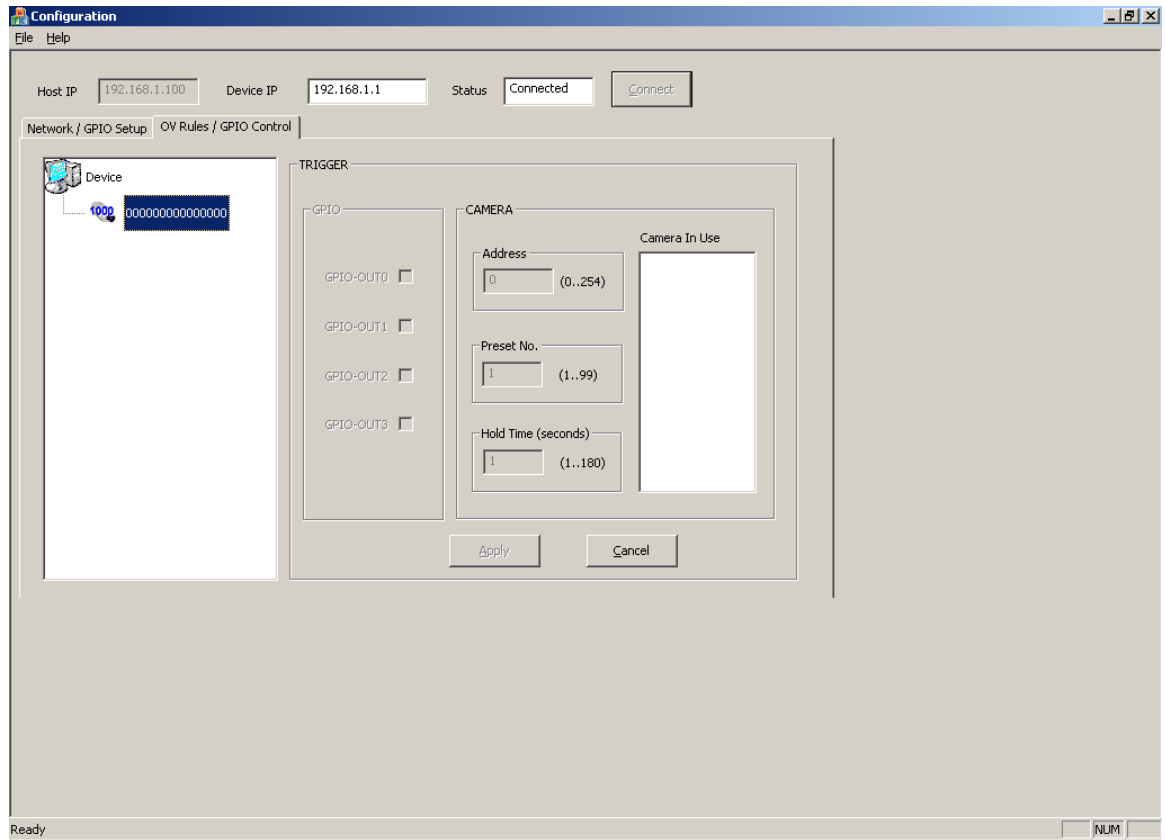 Configuration
File Help
Host IP 192.168.1.100 Device IP 192.168.1.1 Status Connected Connect
Network / GPIO Setup OV Rules / GPIO Control
Device
100P 000000000000000
TRIGGER
GPIO
GPIO-OUT0
GPIO-OUT1
GPIO-OUT2
GPIO-OUT3
CAMERA
Address
0 (0..254)
Preset No.
1 (1..99)
Hold Time (seconds)
1 (1..180)
Camera In Use
Apply Cancel
Ready NUM